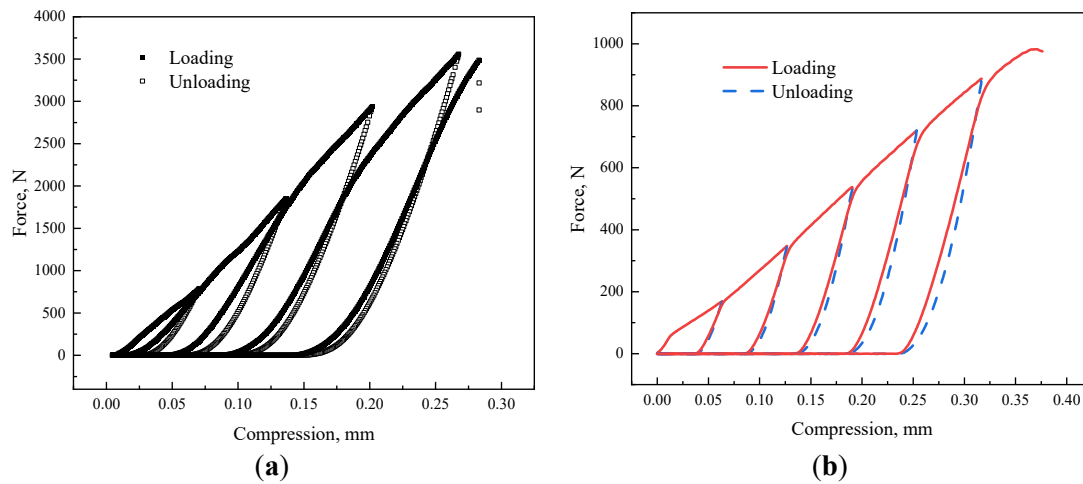 4000
3500
3000
2500
2000
1500
1000
500
0
Force, N
Loading
Unloading
0.00 0.05 0.10 0.15 0.20 0.25 0.30
Compression, mm
(a)
1000
800
600
400
200
0
Force, N
Loading
Unloading
0.00 0.05 0.10 0.15 0.20 0.25 0.30 0.35 0.40
Compression, mm
(b)